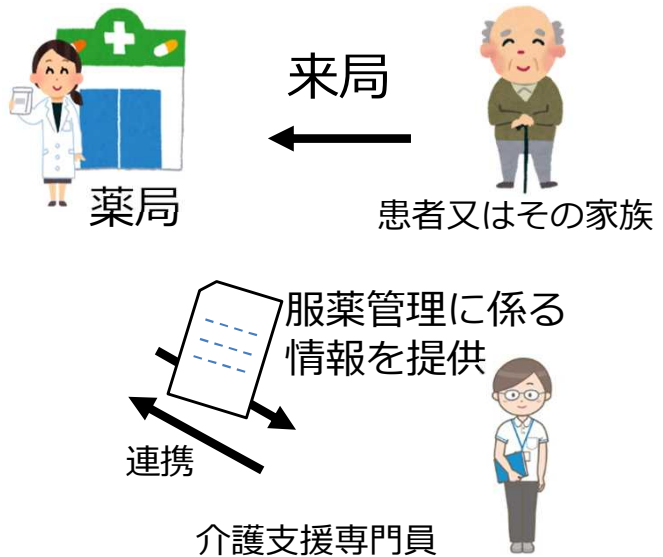 来局
薬局
患者又はその家族
服薬管理に係る
情報を提供
連携
介護支援専門員